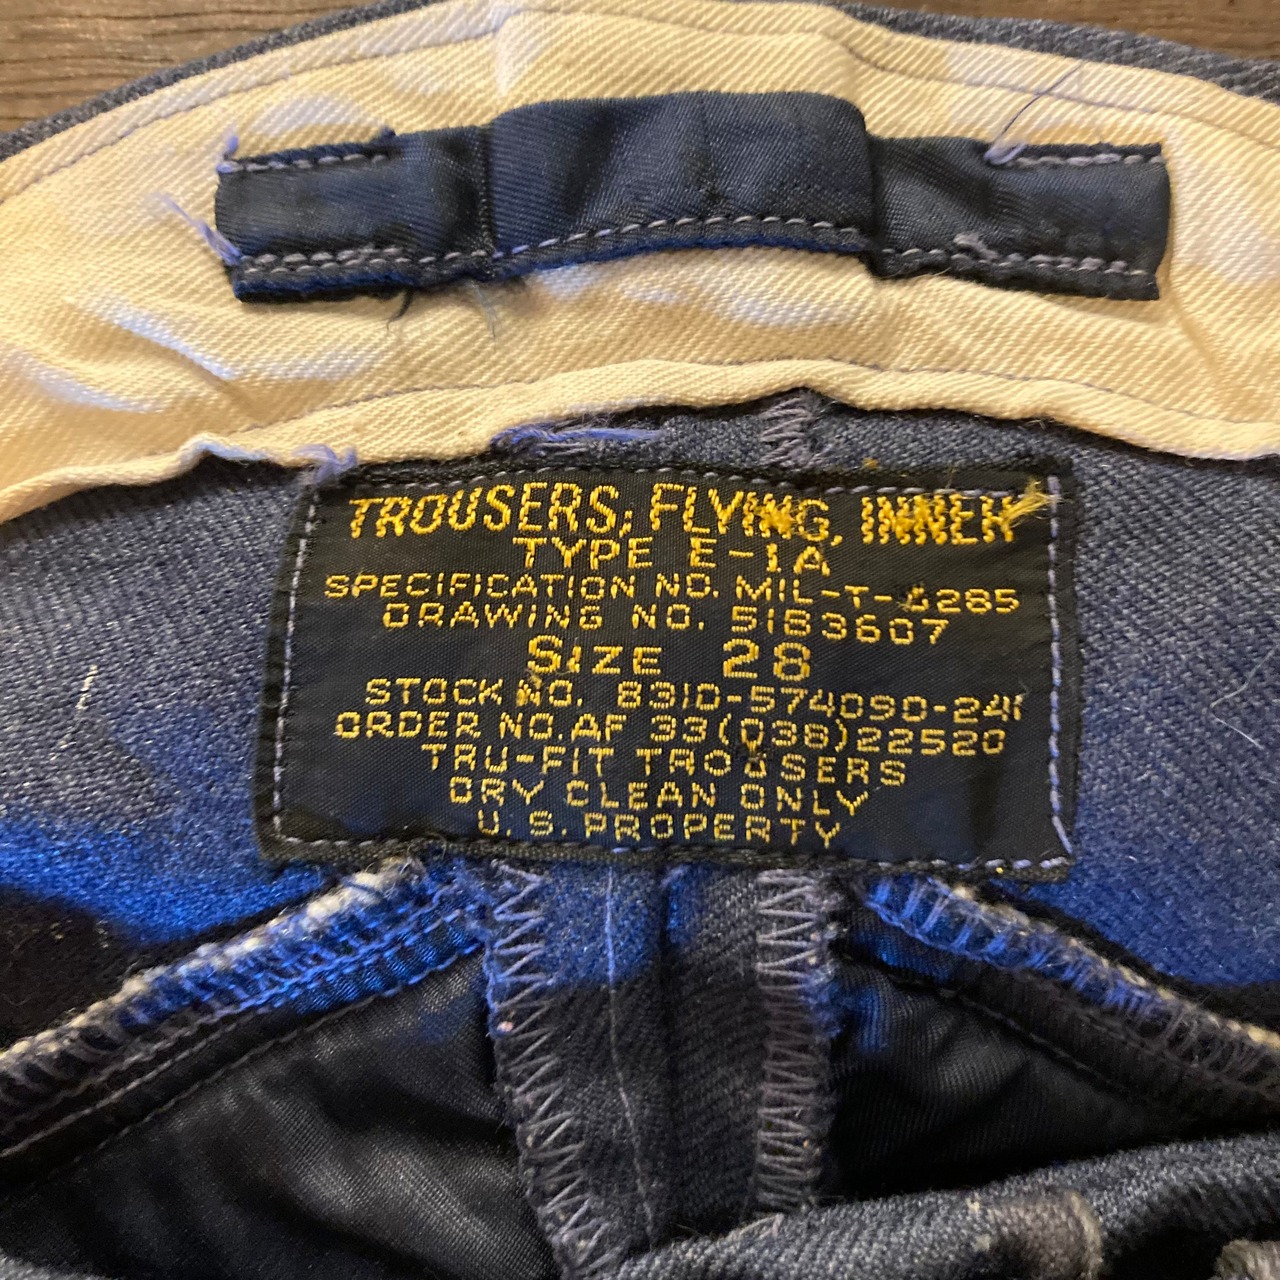 TROUSERS, FLYING, INNER
TYPE E-1A
SPECIFICATION NO. MIL-T-6285
DRAWING NO. 5183607
SIZE 28
STOCK NO. 8310-574090-241
ORDER NO. AF 33(038)22520
TRU-FIT TROUSERS
DRY CLEAN ONLY
U. S. PROPERTY